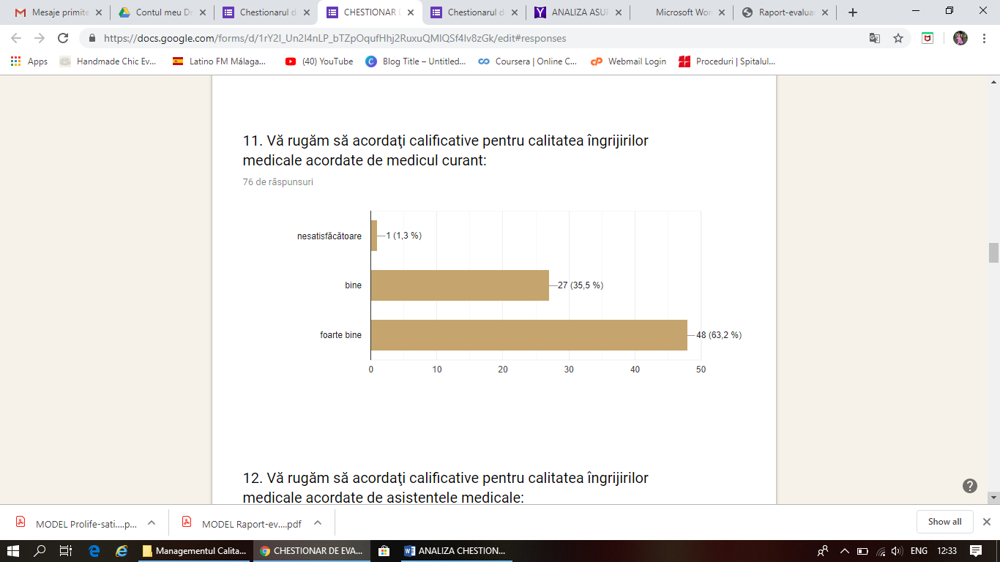 Mesaje primite
Contul meu Dr
Chestionarul d
CHESTIONAR D
Chestionarul d
ANALIZA ASUP
Microsoft Wor
Raport-evalua
https://docs.google.com/forms/d/1rY2l_Un2I4nLP_bTZpOqufHhj2RuxuQMlQSf4lv8zGk/edit#responses
Apps
Handmade Chic Ev...
Latino FM Málaga...
(40) YouTube
Blog Title – Untitled...
Coursera | Online C...
Webmail Login
Proceduri | Spitalul...
11. Vă rugăm să acordaţi calificative pentru calitatea îngrijirilor
medicale acordate de medicul curant:
76 de răspunsuri
nesatisfăcătoare
1 (1,3 %)
bine
27 (35,5 %)
foarte bine
48 (63,2 %)
0 10 20 30 40 50
12. Vă rugăm să acordaţi calificative pentru calitatea îngrijirilor
medicale acordate de asistentele medicale:
MODEL Prolife-sati....p...
MODEL Raport-ev....pdf
Show all
Managementul Calita...
CHESTIONAR DE EVA...
ANALIZA CHESTION...
ENG
12:33